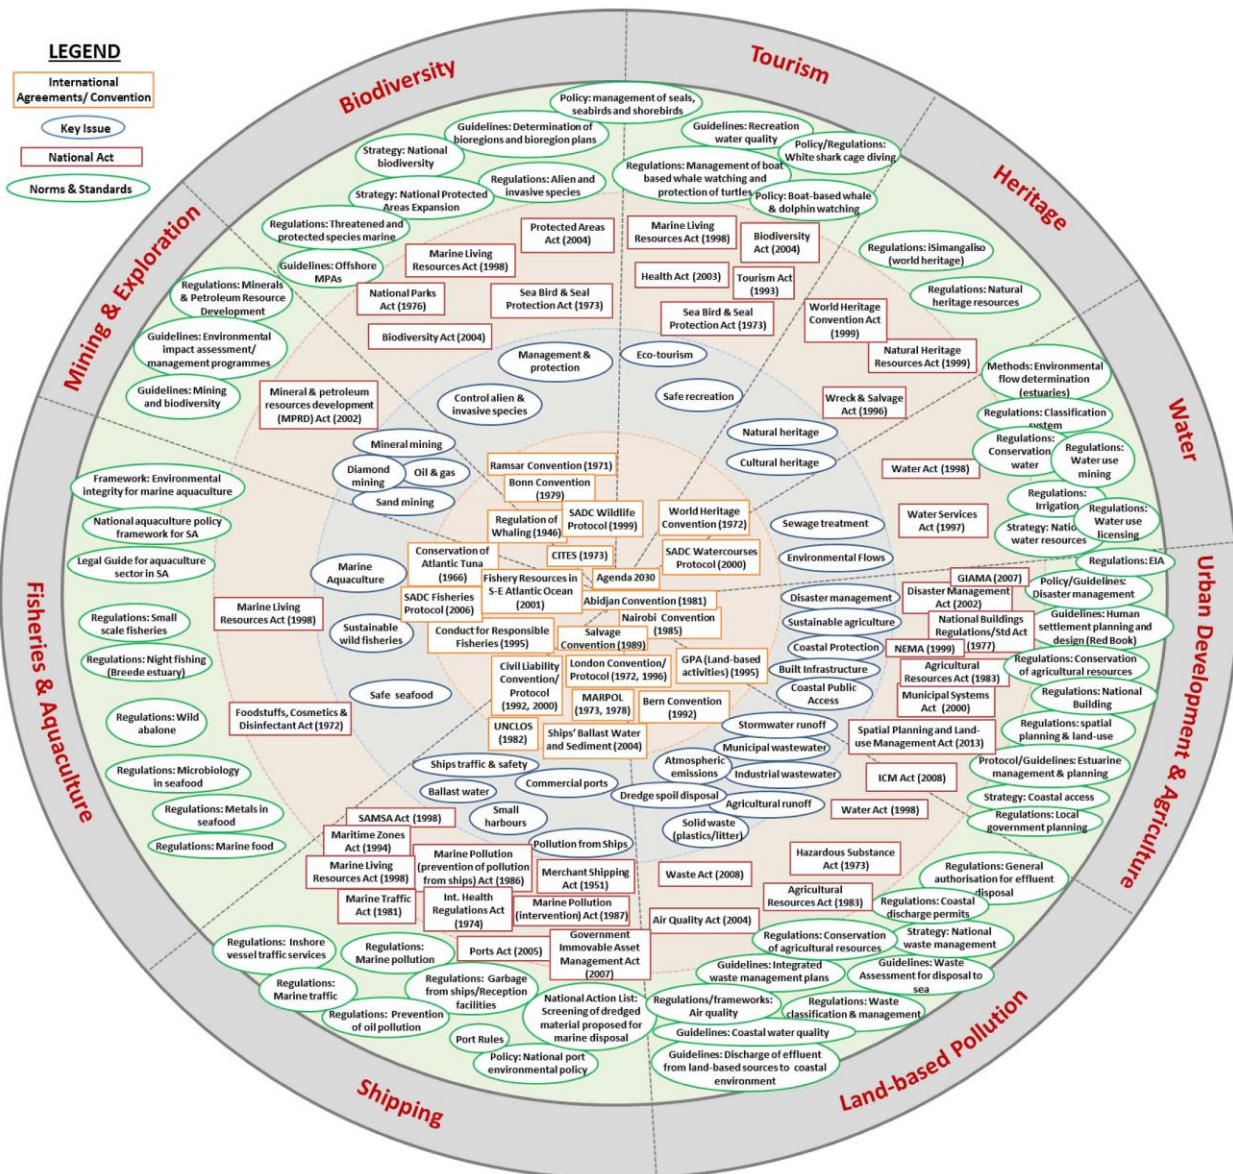 LEGEND
International
Agreements/ Convention
Key Issue
National Act
Norms & Standards
Biodiversity
Tourism
Heritage
Water
Urban Development & Agriculture
Land-based Pollution
Shipping
Fisheries & Aquaculture
Mining & Exploration
Policy: management of seals,
seabirds and shorebirds
Guidelines: Determination of
bioregions and bioregion plans
Strategy: National
biodiversity
Regulations: Alien and
invasive species
Strategy: National Protected
Areas Expansion
Regulations: Threatened and
protected species marine
Guidelines: Offshore
MPAs
Protected Areas
Act (2004)
Marine Living
Resources Act (1998)
National Parks
Act (1976)
Sea Bird & Seal
Protection Act (1973)
Biodiversity Act (2004)
Management &
protection
Control alien &
invasive species
Guidelines: Recreation
water quality
Policy/Regulations:
White shark cage diving
Regulations: Management of boat
based whale watching and
protection of turtles
Policy: Boat-based whale
& dolphin watching
Marine Living
Resources Act (1998)
Biodiversity
Act (2004)
Health Act (2003)
Tourism Act
(1993)
Sea Bird & Seal
Protection Act (1973)
Eco-tourism
Safe recreation
Regulations: iSimangaliso
(world heritage)
Regulations: Natural
heritage resources
World Heritage
Convention Act
(1999)
Natural Heritage
Resources Act (1999)
Wreck & Salvage
Act (1996)
Natural heritage
Cultural heritage
Methods: Environmental
flow determination
(estuaries)
Regulations: Classification
system
Regulations:
Conservation
water
Regulations:
Water use
mining
Regulations:
Irrigation
Strategy: Natio
water resources
Regulations:
Water use
licensing
Water Act (1998)
Water Services
Act (1997)
Sewage treatment
Environmental Flows
Regulations: EIA
Policy/Guidelines:
Disaster management
Guidelines: Human
settlement planning and
design (Red Book)
Regulations: Conservation
of agricultural resources
Regulations: National
Building
Regulations: spatial
planning & land-use
Protocol/Guidelines: Estuarine
management & planning
Strategy: Coastal access
Regulations: Local
government planning
GIAMA (2007)
Disaster Management
Act (2002)
National Buildings
Regulations/Std Act
(1977)
NEMA (1999)
Agricultural
Resources Act (1983)
Municipal Systems
Act (2000)
Spatial Planning and Land-
use Management Act (2013)
ICM Act (2008)
Disaster management
Sustainable agriculture
Coastal Protection
Built Infrastructure
Coastal Public
Access
Stormwater runoff
Municipal wastewater
Atmospheric
emissions
Industrial wastewater
Dredge spoil disposal
Agricultural runoff
Solid waste
(plastics/litter)
Water Act (1998)
Hazardous Substance
Act (1973)
Waste Act (2008)
Agricultural
Resources Act (1983)
Air Quality Act (2004)
Regulations: General
authorisation for effluent
disposal
Regulations: Coastal
discharge permits
Regulations: Conservation
of agricultural resources
Strategy: National
waste management
Guidelines: Integrated
waste management plans
Guidelines: Waste
Assessment for disposal to
sea
Regulations/frameworks:
Air quality
Regulations: Waste
classification & management
Guidelines: Coastal water quality
Guidelines: Discharge of effluent
from land-based sources to coastal
environment
Ships traffic & safety
Ballast water
Commercial ports
Small
harbours
Pollution from Ships
SAMSA Act (1998)
Maritime Zones
Act (1994)
Marine Living
Resources Act (1998)
Marine Pollution
(prevention of pollution
from ships) Act (1986)
Merchant Shipping
Act (1951)
Marine Traffic
Act (1981)
Int. Health
Regulations Act
(1974)
Marine Pollution
(intervention) Act (1987)
Ports Act (2005)
Government
Immovable Asset
Management Act
(2007)
Regulations: Inshore
vessel traffic services
Regulations:
Marine pollution
Regulations:
Marine traffic
Regulations: Garbage
from ships/Reception
facilities
Regulations: Prevention
of oil pollution
National Action List:
Screening of dredged
material proposed for
marine disposal
Port Rules
Policy: National port
environmental policy
Framework: Environmental
integrity for marine aquaculture
National aquaculture policy
framework for SA
Legal Guide for aquaculture
sector in SA
Regulations: Small
scale fisheries
Regulations: Night fishing
(Breede estuary)
Regulations: Wild
abalone
Regulations: Microbiology
in seafood
Regulations: Metals in
seafood
Regulations: Marine food
Marine Living
Resources Act (1998)
Foodstuffs, Cosmetics &
Disinfectant Act (1972)
Marine
Aquaculture
Sustainable
wild fisheries
Safe seafood
Regulations: Minerals
& Petroleum Resource
Development
Guidelines: Environmental
impact assessment/
management programmes
Guidelines: Mining
and biodiversity
Mineral & petroleum
resources development
(MPRD) Act (2002)
Mineral mining
Diamond
mining
Oil & gas
Sand mining
Ramsar Convention (1971)
Bonn Convention
(1979)
SADC Wildlife
Protocol (1999)
Regulation of
Whaling (1946)
CITES (1973)
World Heritage
Convention (1972)
SADC Watercourses
Protocol (2000)
Conservation of
Atlantic Tuna
(1966)
Fishery Resources in
S-E Atlantic Ocean
(2001)
SADC Fisheries
Protocol (2006)
Agenda 2030
Abidjan Convention (1981)
Nairobi Convention
(1985)
Conduct for Responsible
Fisheries (1995)
Salvage
Convention (1989)
Civil Liability
Convention/
Protocol
(1992, 2000)
London Convention/
Protocol (1972, 1996)
GPA (Land-based
activities) (1995)
MARPOL
(1973, 1978)
Bern Convention
(1992)
UNCLOS
(1982)
Ships' Ballast Water
and Sediment (2004)